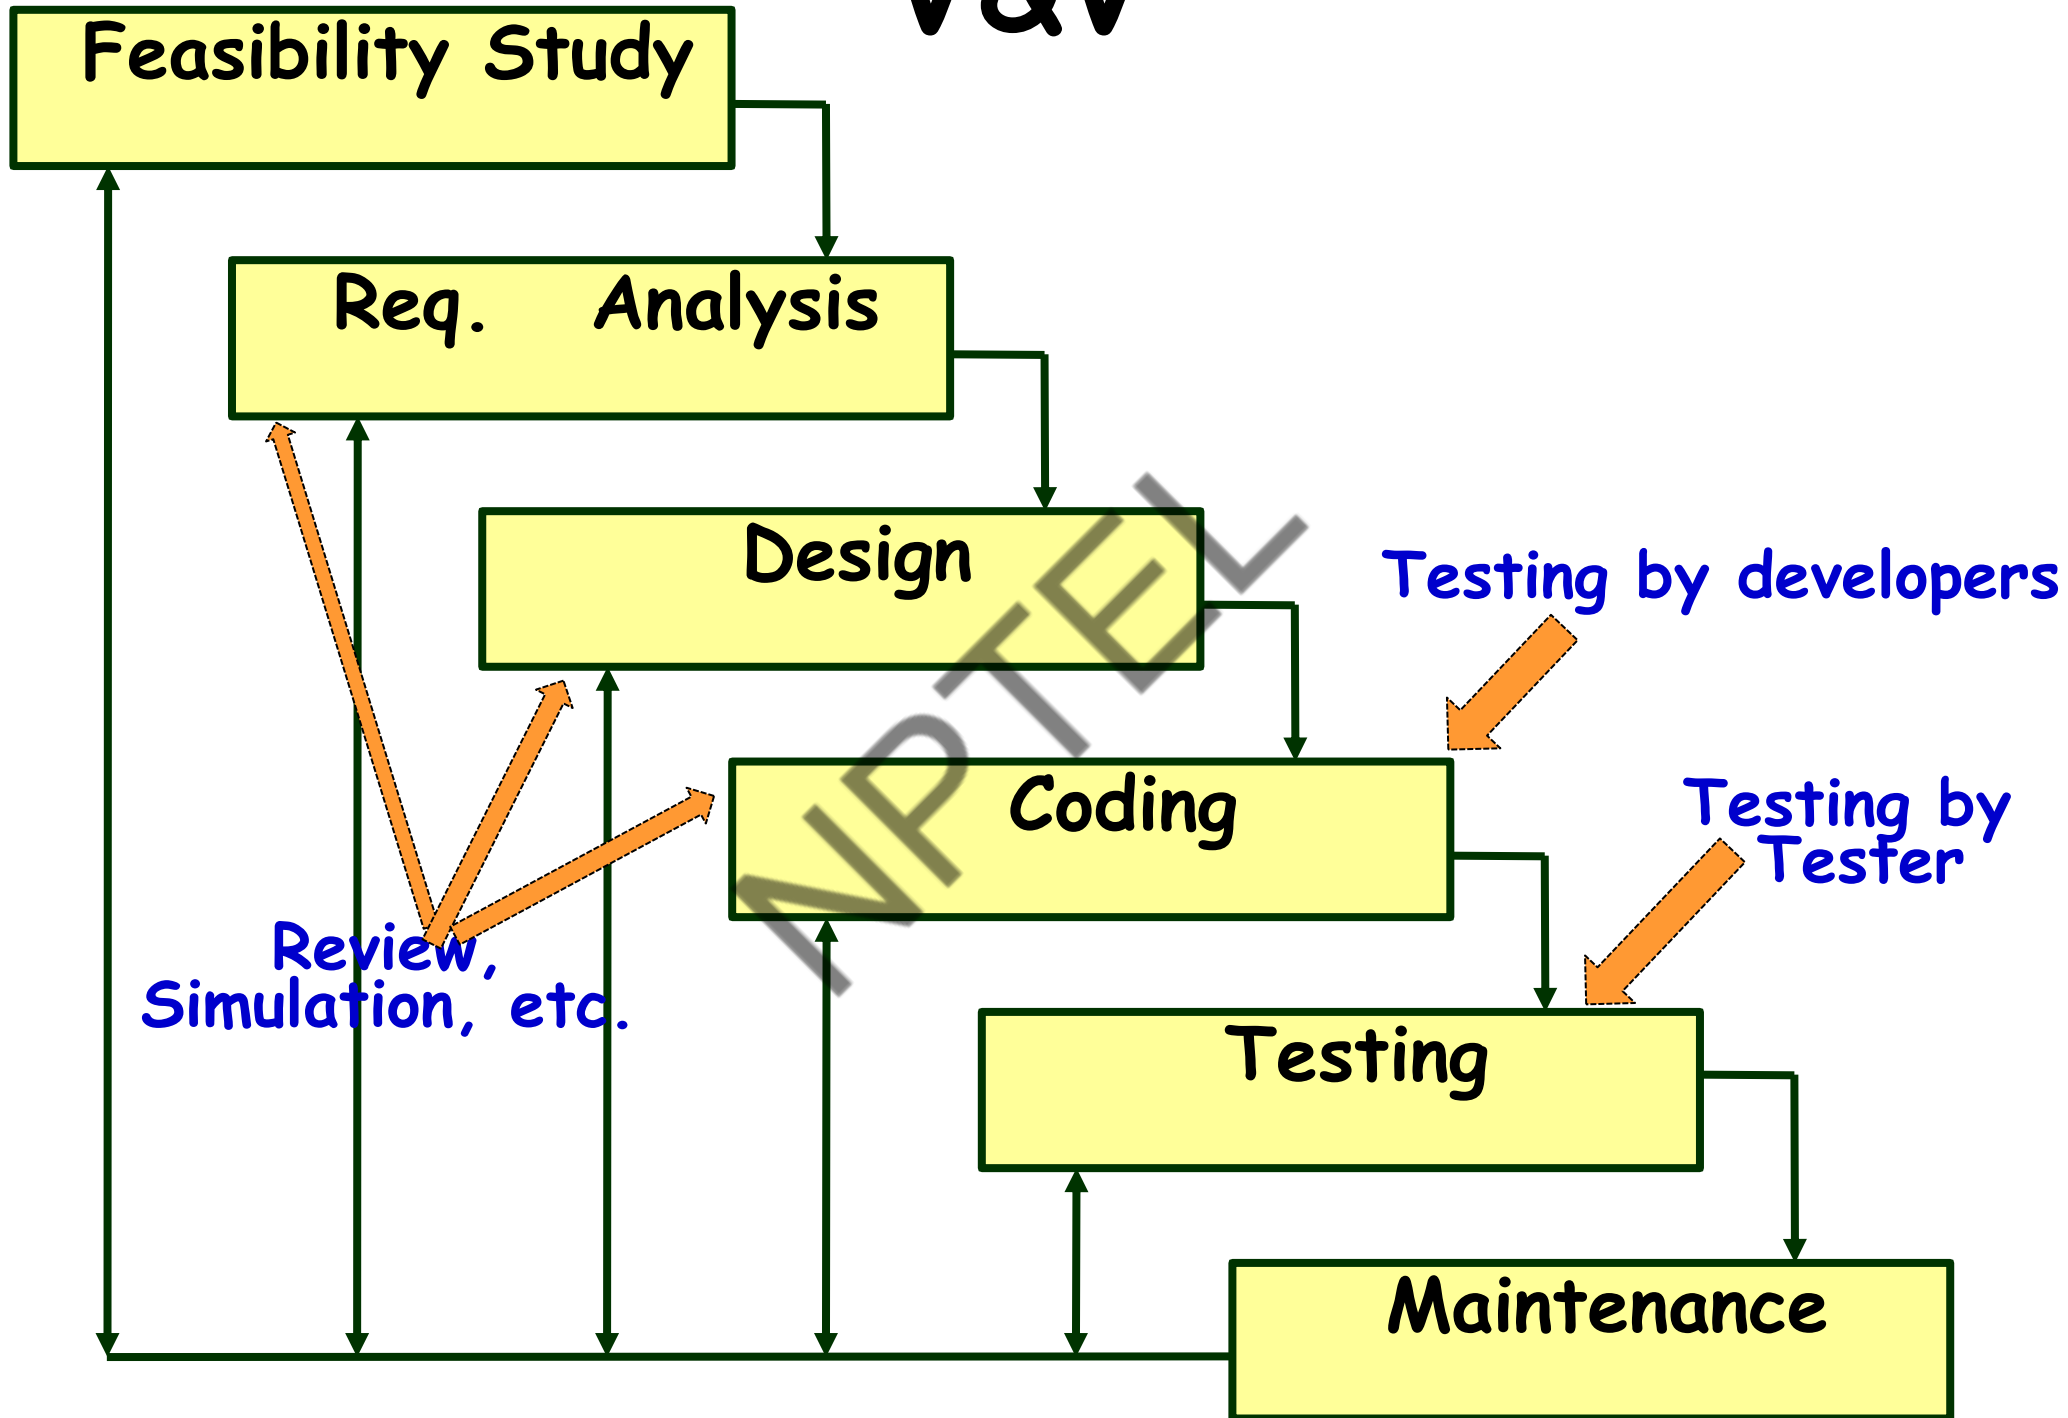 V&V
Feasibility Study
Req. Analysis
Design
Testing by developers
Coding
Testing by
Tester
Review,
Simulation, etc.
Testing
Maintenance
NPTEL